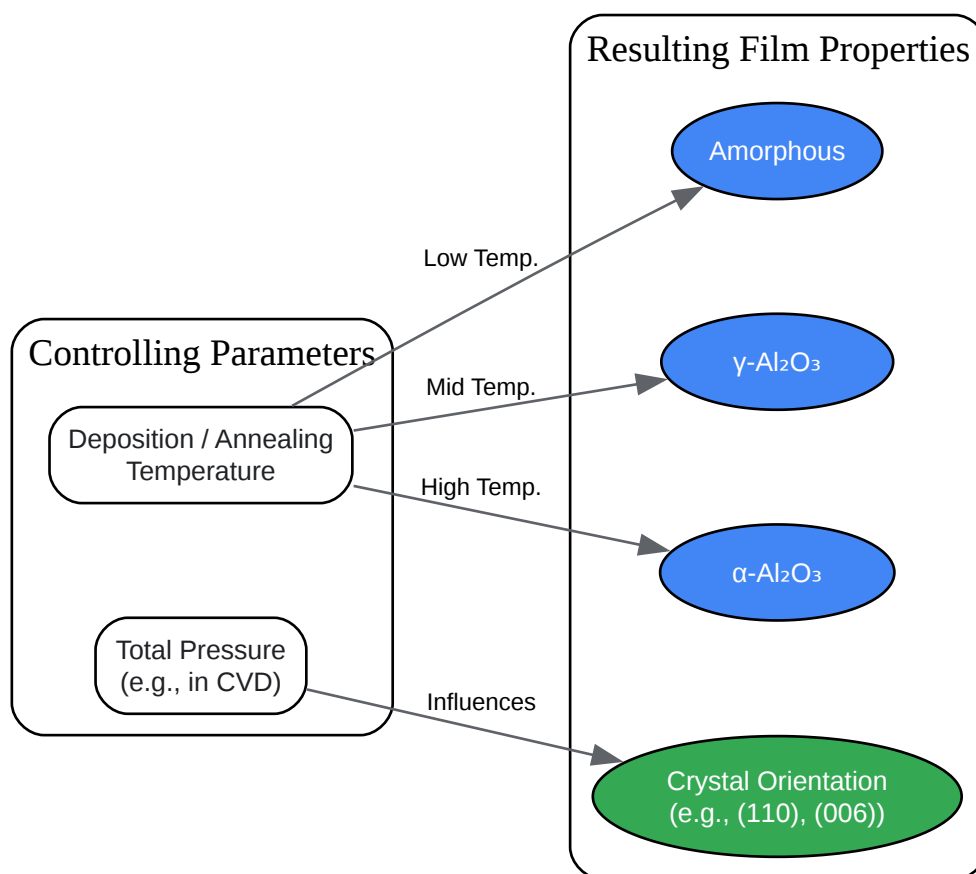 Resulting Film Properties
Amorphous
Low Temp.
Controlling Parameters
γ-Al₂O₃
Mid Temp.
Deposition / Annealing
Temperature
High Temp.
α-Al₂O₃
Total Pressure
(e.g., in CVD)
Influences
Crystal Orientation
(e.g., (110), (006))